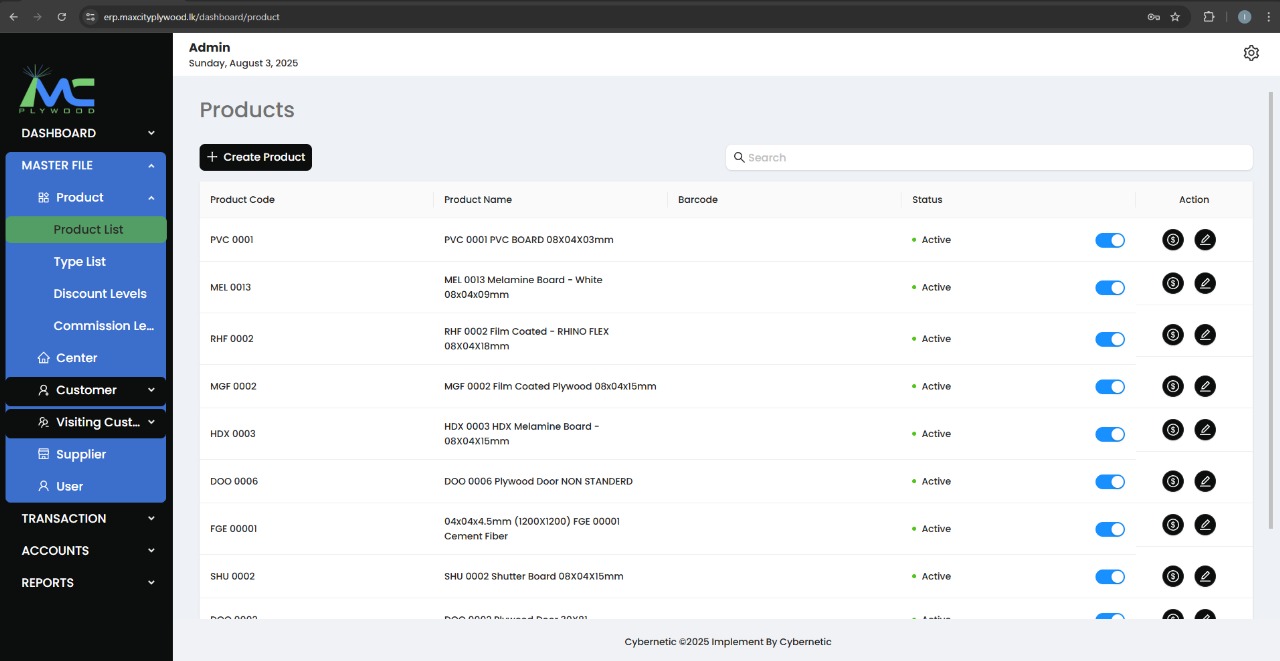 erp.maxcityplywood.lk/dashboard/product
Admin
Sunday, August 3, 2025
MC
PLYWOOD
DASHBOARD
MASTER FILE
Product
Product List
Type List
Discount Levels
Commission Le...
Center
Customer
Visiting Cust...
Supplier
User
TRANSACTION
ACCOUNTS
REPORTS
Products
Create Product
Search
Product Code Product Name Barcode Status Action
PVC 0001 PVC 0001 PVC BOARD 08X04X03mm Active
MEL 0013 MEL 0013 Melamine Board - White
08x04x09mm Active
RHF 0002 RHF 0002 Film Coated - RHINO FLEX
08X04X18mm Active
MGF 0002 MGF 0002 Film Coated Plywood 08x04x15mm Active
HDX 0003 HDX 0003 HDX Melamine Board -
08X04X15mm Active
DOO 0006 DOO 0006 Plywood Door NON STANDERD Active
FGE 00001 04x04x4.5mm (1200X1200) FGE 00001
Cement Fiber Active
SHU 0002 SHU 0002 Shutter Board 08X04X15mm Active
Cybernetic ©2025 Implement By Cybernetic